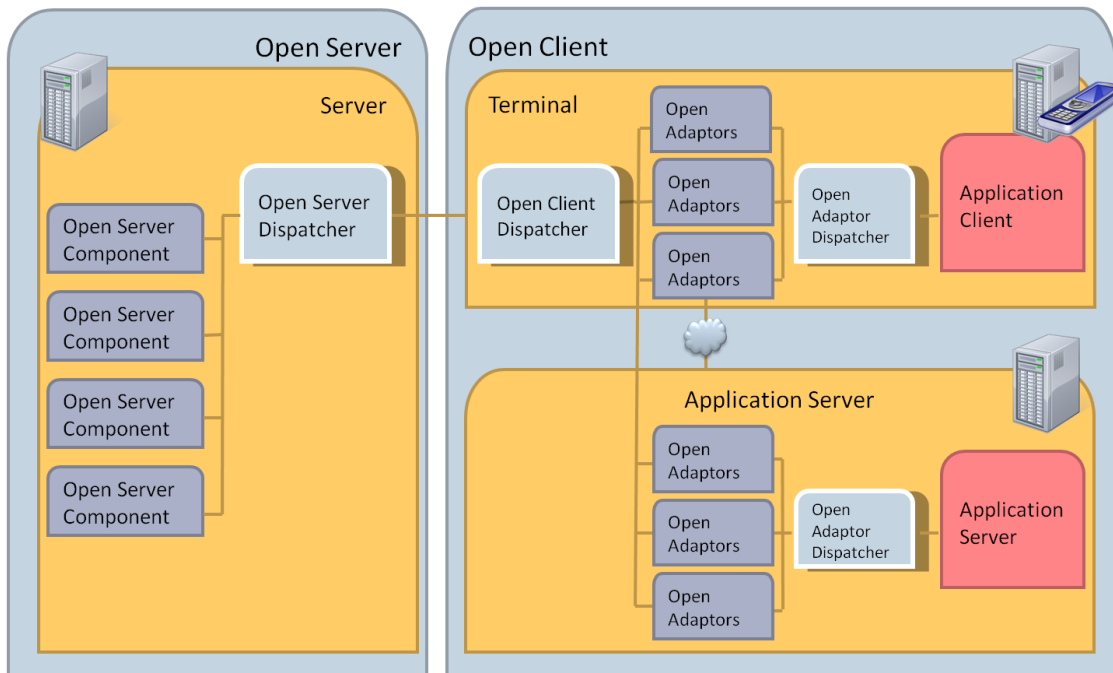 Open Server
Server
Open Server
Dispatcher
Open Server
Component
Open Server
Component
Open Server
Component
Open Server
Component
Open Client
Terminal
Open Client
Dispatcher
Open
Adaptors
Open
Adaptors
Open
Adaptors
Open
Adaptor
Dispatcher
Application
Client
Application Server
Open
Adaptors
Open
Adaptors
Open
Adaptors
Open
Adaptor
Dispatcher
Application
Server